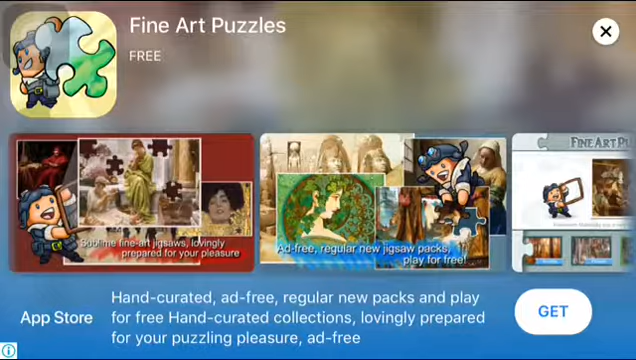 Fine Art Puzzles
FREE
Sublime fine-art jigsaws, lovingly
prepared for your pleasure
Ad-free, regular new jigsaw packs,
play for free!
FINE ART PU
App Store
Hand-curated, ad-free, regular new packs and play
for free Hand-curated collections, lovingly prepared
for your puzzling pleasure, ad-free
GET